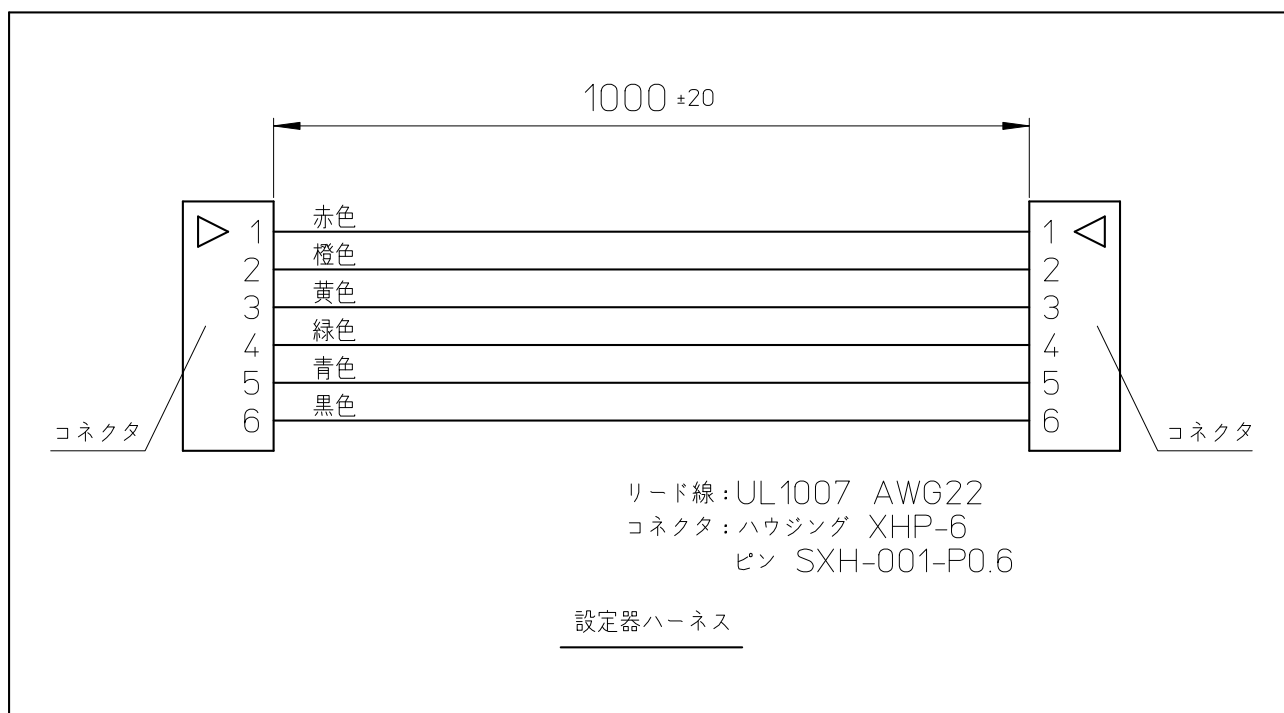 1000 ±20
赤色
1 1
橙色
2 2
黄色
3 3
緑色
4 4
青色
5 5
黒色
6 6
コネクタ コネクタ
リード線:UL1007 AWG22
コネクタ:ハウジング XHP-6
ピン SXH-001-P0.6
設定器ハーネス